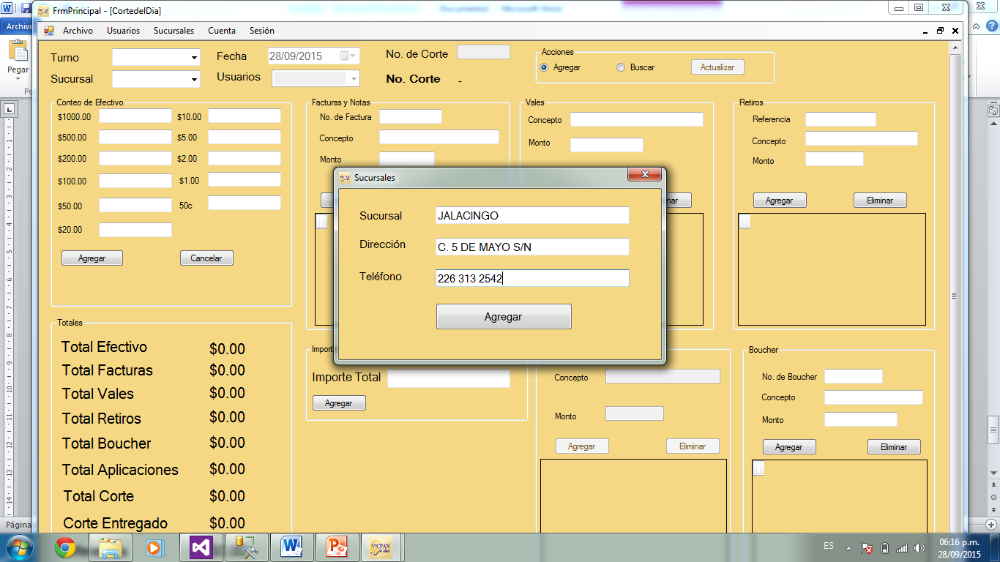 FrmPrincipal - [CortedelDia]
Archivo
Archivo Usuarios Sucursales Cuenta Sesión
Pegar
Turno
Fecha 28/09/2015
No. de Corte
Sucursal
Usuarios
No. Corte -
Acciones
Agregar Buscar Actualizar
Conteo de Efectivo
$1000.00 $10.00
$500.00 $5.00
$200.00 $2.00
$100.00 $1.00
$50.00 50c
$20.00
Agregar Cancelar
Facturas y Notas
No. de Factura
Concepto
Monto
Vales
Concepto
Monto
Retiros
Referencia
Concepto
Monto
Agregar Eliminar
Sucursales
Sucursal JALACINGO
Dirección C. 5 DE MAYO S/N
Teléfono 226 313 2542
Agregar
Totales
Total Efectivo $0.00
Total Facturas $0.00
Total Vales $0.00
Total Retiros $0.00
Total Boucher $0.00
Total Aplicaciones $0.00
Total Corte $0.00
Corte Entregado $0.00
Importe Total
Agregar
Concepto
Monto
Agregar Eliminar
Boucher
No. de Boucher
Concepto
Monto
Agregar Eliminar
Página
VICPAN
ES
06:16 p.m.
28/09/2015